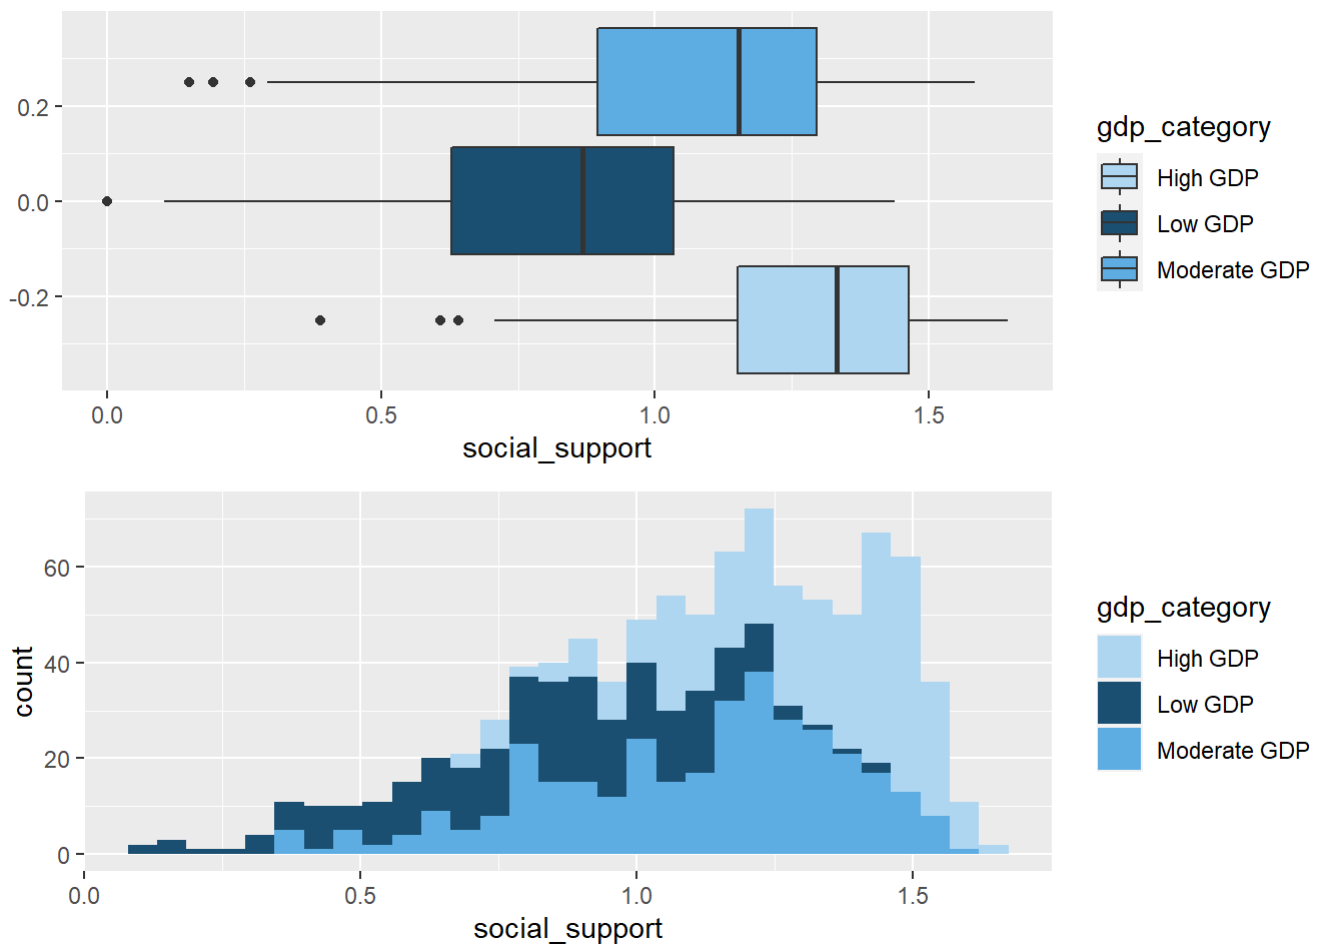 0.2
0.0
-0.2
0.0 0.5 1.0 1.5
social_support
gdp_category
High GDP
Low GDP
Moderate GDP
60
40
20
0
count
0.0 0.5 1.0 1.5
social_support
gdp_category
High GDP
Low GDP
Moderate GDP